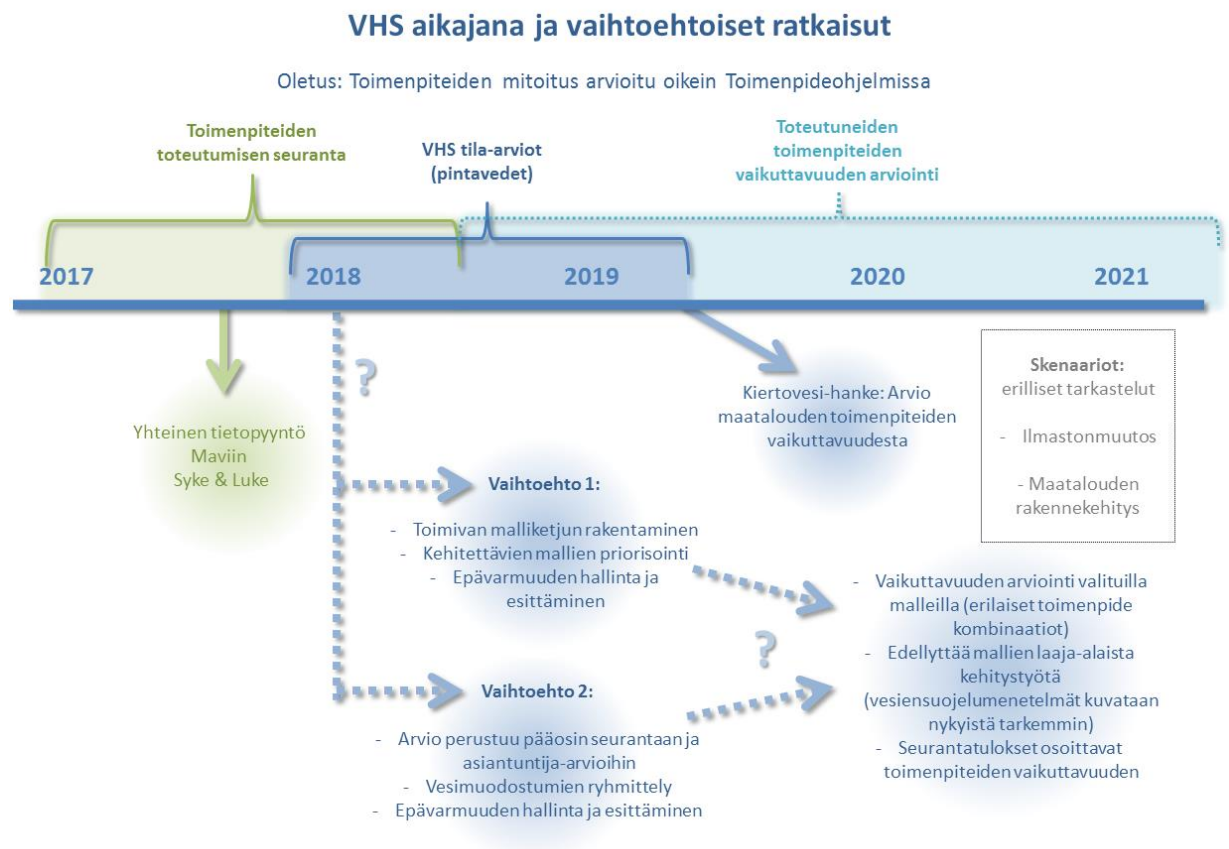 VHS aikajana ja vaihtoehtoiset ratkaisut
Oletus: Toimenpiteiden mitoitus arvioitu oikein Toimenpideohjelmissa
Toimenpiteiden
toteutumisen seuranta
VHS tila-arviot
(pintavedet)
Toteutuneiden
toimenpiteiden
vaikuttavuuden arviointi
2017
2018
2019
2020
2021
?
Yhteinen tietopyyntö
Maviin
Syke & Luke
Kiertovesi-hanke: Arvio
maatalouden toimenpiteiden
vaikuttavuudesta
Skenaariot:
erilliset tarkastelut
- Ilmastonmuutos
- Maatalouden
rakennekehitys
Vaihtoehto 1:
- Toimivan malliketjun rakentaminen
- Kehitettävien mallien priorisointi
- Epävarmuuden hallinta ja
esittäminen
?
Vaihtoehto 2:
- Arvio perustuu pääosin seurantaan ja
asiantuntija-arvioihin
- Vesimuodostumien ryhmittely
- Epävarmuuden hallinta ja esittäminen
- Vaikuttavuuden arviointi valituilla
malleilla (erilaiset toimenpide
kombinaatiot)
- Edellyttää mallien laaja-alaista
kehitystyötä
(vesiensuojelumenetelmät kuvataan
nykyistä tarkemmin)
- Seurantatulokset osoittavat
toimenpiteiden vaikuttavuuden